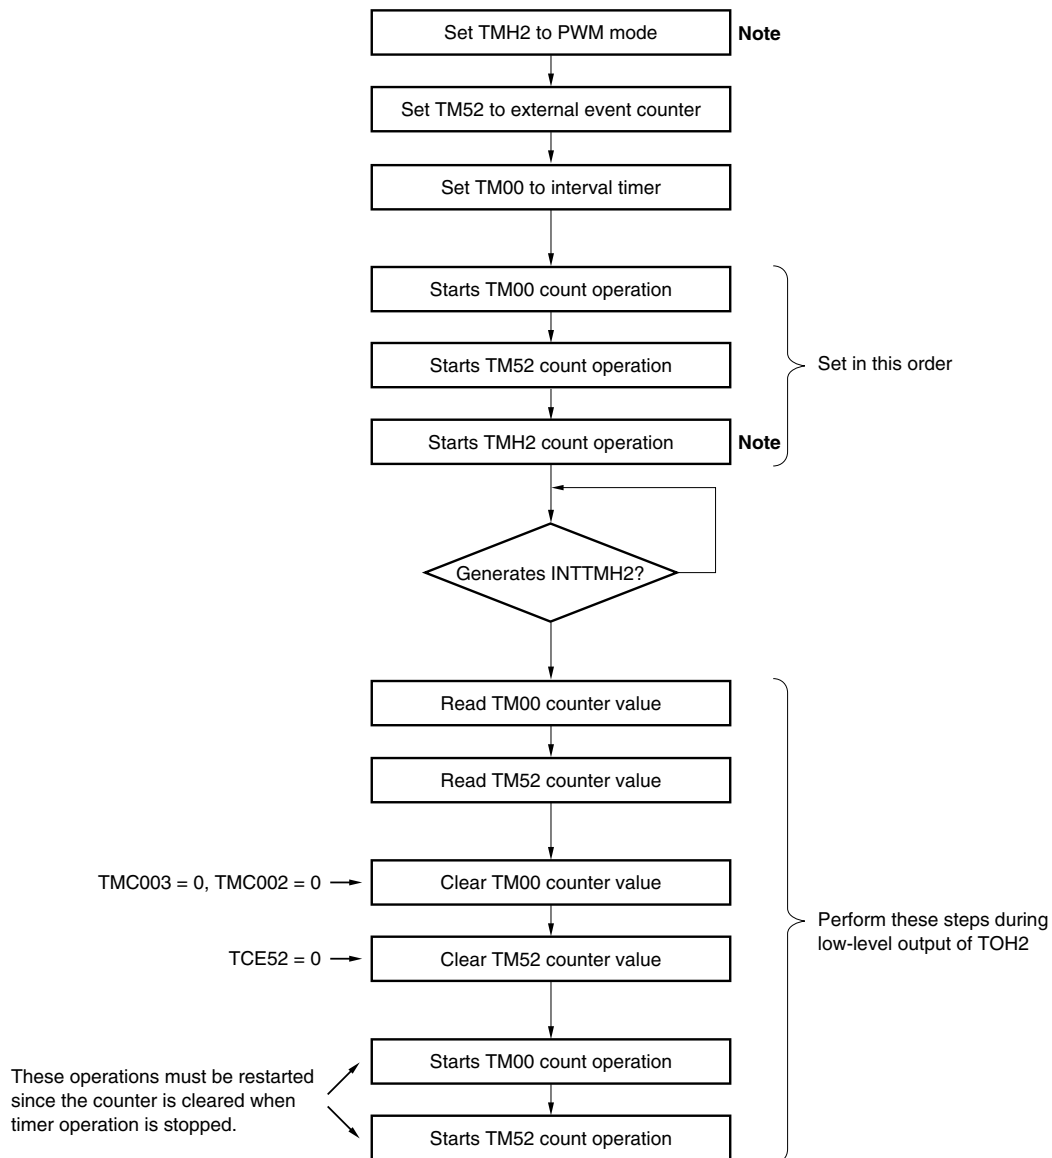 Set TMH2 to PWM mode
Note
Set TM52 to external event counter
Set TM00 to interval timer
Starts TM00 count operation
Starts TM52 count operation
Set in this order
Starts TMH2 count operation
Note
Generates INTTMH2?
Read TM00 counter value
Read TM52 counter value
TMC003 = 0, TMC002 = 0
Clear TM00 counter value
TCE52 = 0
Clear TM52 counter value
Perform these steps during
low-level output of TOH2
Starts TM00 count operation
These operations must be restarted
since the counter is cleared when
timer operation is stopped.
Starts TM52 count operation